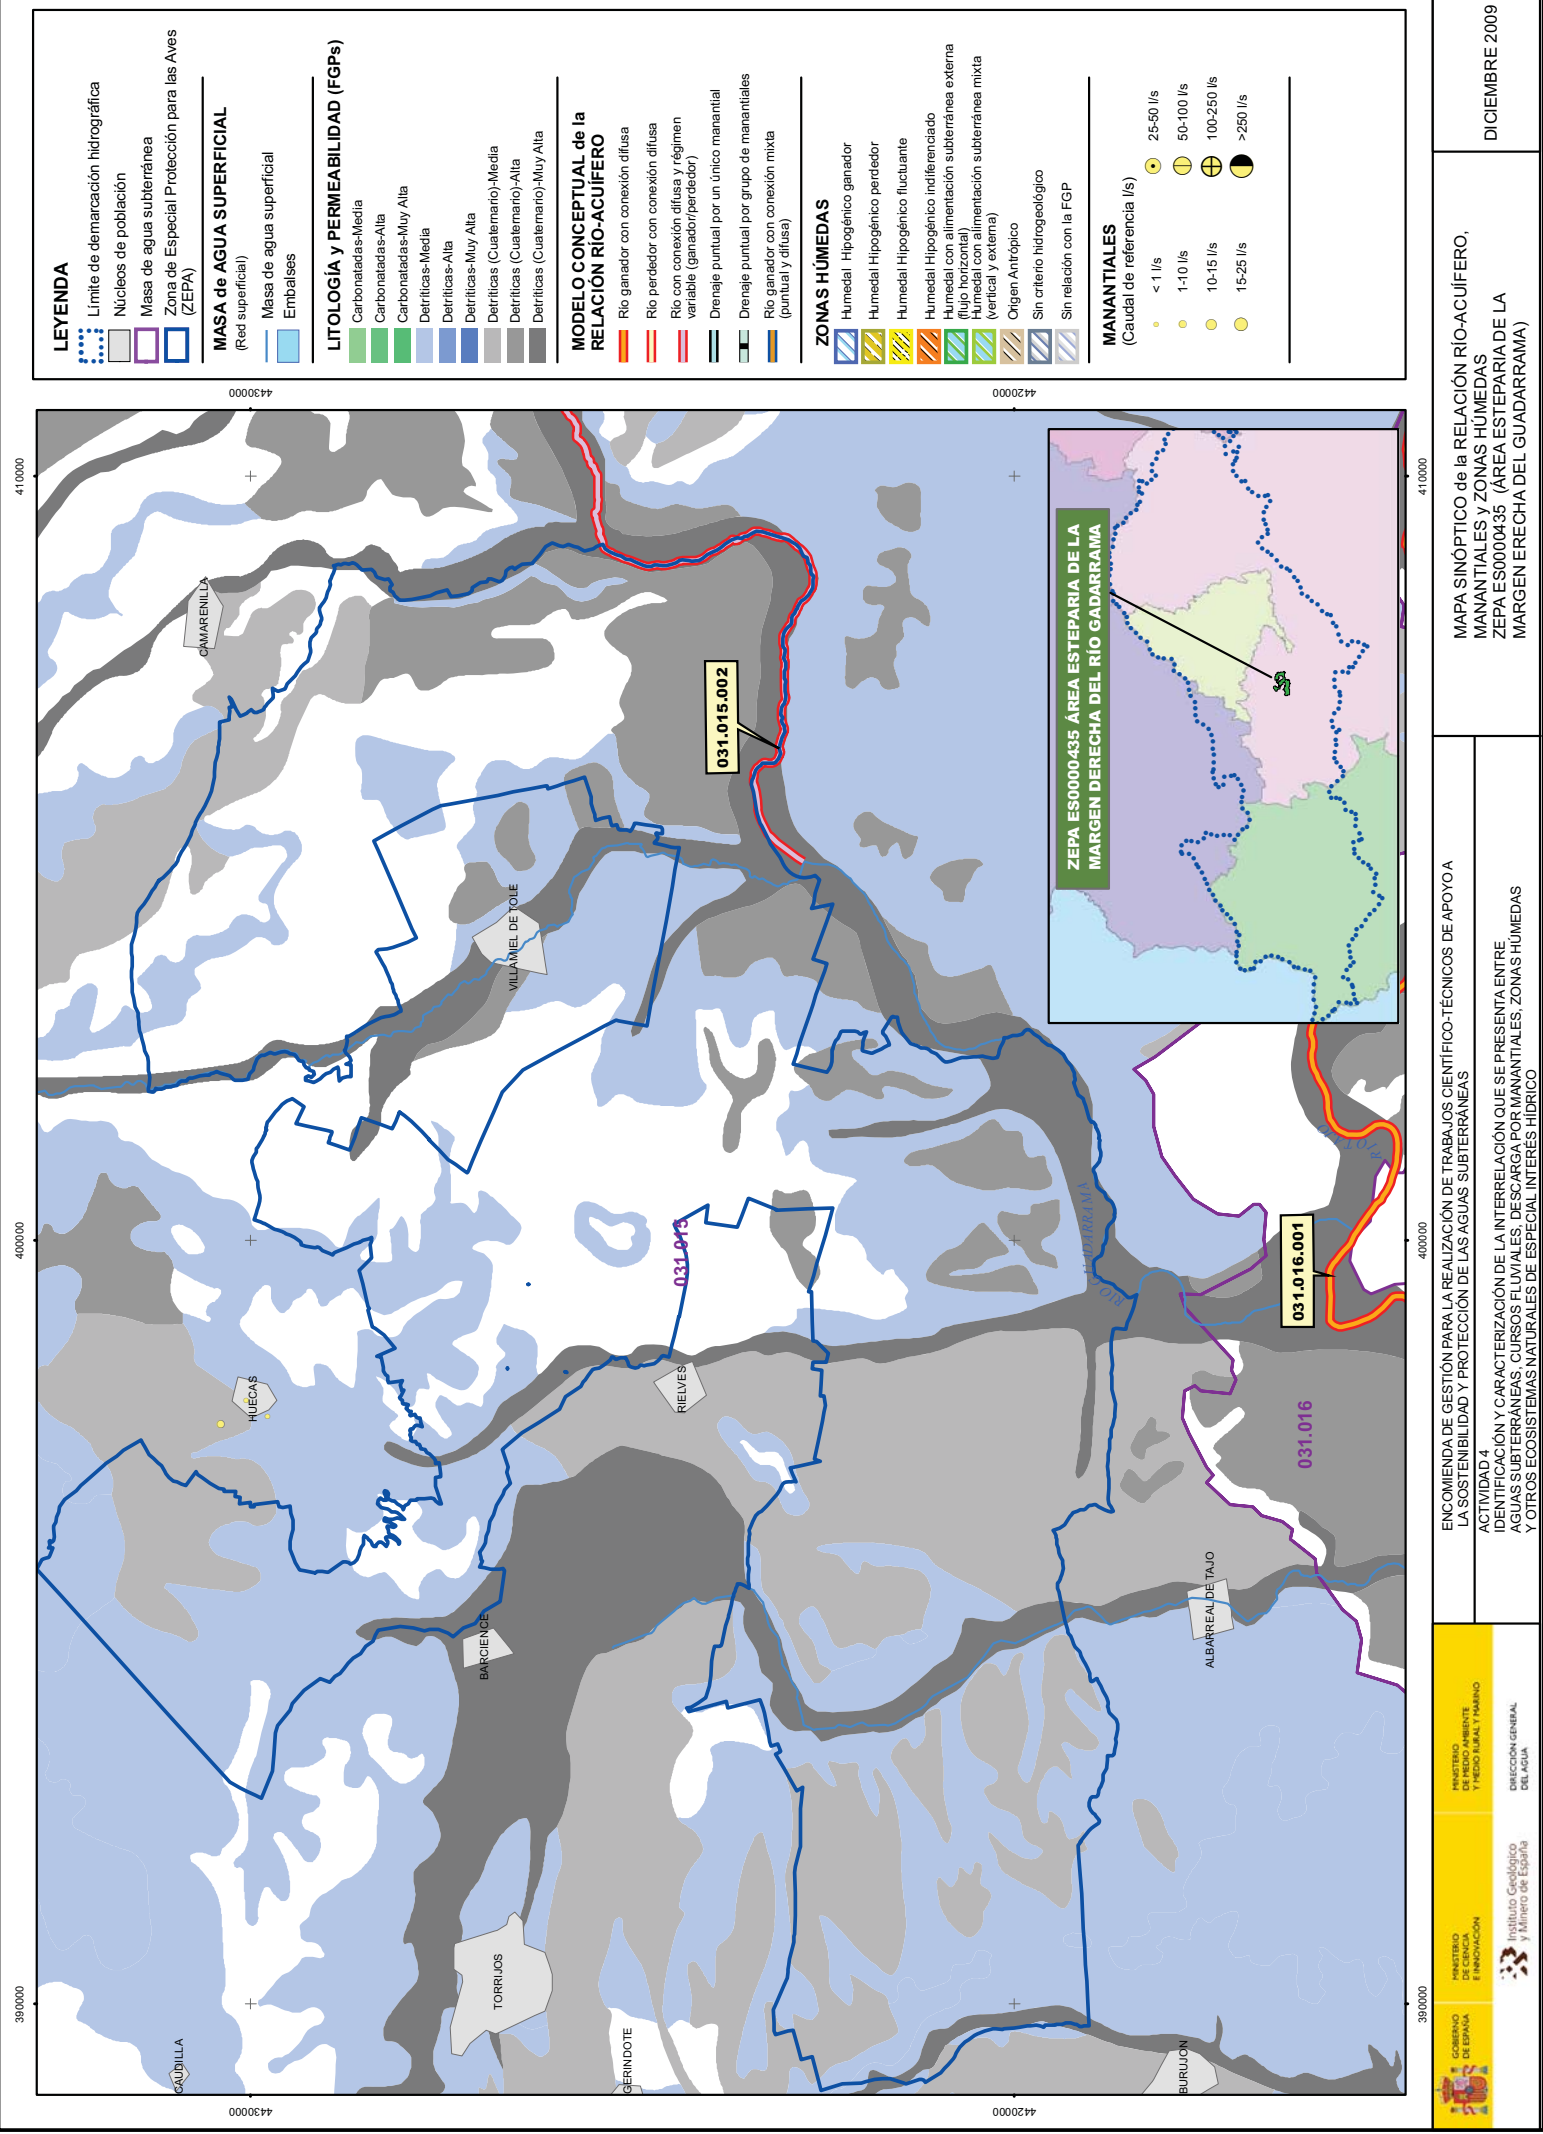 LEYENDA
Límite de demarcación hidrográfica
Núcleos de población
Masa de agua subterránea
Zona de Especial Protección para las Aves
(ZEPA)
MASA de AGUA SUPERFICIAL
(Red superficial)
Masa de agua superficial
Embalses
LITOLOGÍA y PERMEABILIDAD (FGPs)
Carbonatadas-Media
Carbonatadas-Alta
Carbonatadas-Muy Alta
Detríticas-Media
Detríticas-Alta
Detríticas-Muy Alta
Detríticas (Cuaternario)-Media
Detríticas (Cuaternario)-Alta
Detríticas (Cuaternario)-Muy Alta
MODELO CONCEPTUAL de la
RELACIÓN RÍO-ACUÍFERO
Río ganador con conexión difusa
Río perdedor con conexión difusa
Río con conexión difusa y régimen
variable (ganador/perdedor)
Drenaje puntual por un único manantial
Drenaje puntual por grupo de manantiales
Río ganador con conexión mixta
(puntual y difusa)
ZONAS HÚMEDAS
Humedal Hipogénico ganador
Humedal Hipogénico perdedor
Humedal Hipogénico fluctuante
Humedal Hipogénico indiferenciado
Humedal con alimentación subterránea externa
(flujo horizontal)
Humedal con alimentación subterránea mixta
(vertical y externa)
Origen Antrópico
Sin criterio hidrogeológico
Sin relación con la FGP
MANANTIALES
(Caudal de referencia l/s)
< 1 l/s
1-10 l/s
10-15 l/s
15-25 l/s
25-50 l/s
50-100 l/s
100-250 l/s
>250 l/s
390000
400000
410000
4430000
4420000
4430000
4420000
390000
400000
410000
CAUDILLA
TORRIJOS
GERINDOTE
BURUJON
BARCIENCE
ALBARREAL DE TAJO
HUECAS
RIELVES
VILLAMIEL DE TOLE
CAMARENILLA
031.015
031.016
031.015.002
031.016.001
RIO GUADARRAMA
RIO TAJO
ZEPA ES0000435 ÁREA ESTEPARIA DE LA
MARGEN DERECHA DEL RÍO GADARRAMA
GOBIERNO
DE ESPAÑA
MINISTERIO
DE CIENCIA
E INNOVACIÓN
MINISTERIO
DE MEDIO AMBIENTE
Y MEDIO RURAL Y MARINO
Instituto Geológico
y Minero de España
DIRECCIÓN GENERAL
DEL AGUA
ENCOMIENDA DE GESTIÓN PARA LA REALIZACIÓN DE TRABAJOS CIENTÍFICO-TÉCNICOS DE APOYO A
LA SOSTENIBILIDAD Y PROTECCIÓN DE LAS AGUAS SUBTERRÁNEAS
ACTIVIDAD 4
IDENTIFICACIÓN Y CARACTERIZACIÓN DE LA INTERRELACIÓN QUE SE PRESENTA ENTRE
AGUAS SUBTERRÁNEAS, CURSOS FLUVIALES, DESCARGA POR MANANTIALES, ZONAS HÚMEDAS
Y OTROS ECOSISTEMAS NATURALES DE ESPECIAL INTERÉS HÍDRICO
MAPA SINÓPTICO de la RELACIÓN RÍO-ACUÍFERO,
MANANTIALES y ZONAS HÚMEDAS
ZEPA ES0000435 (ÁREA ESTEPARIA DE LA
MARGEN ERECHA DEL GUADARRAMA)
DICIEMBRE 2009